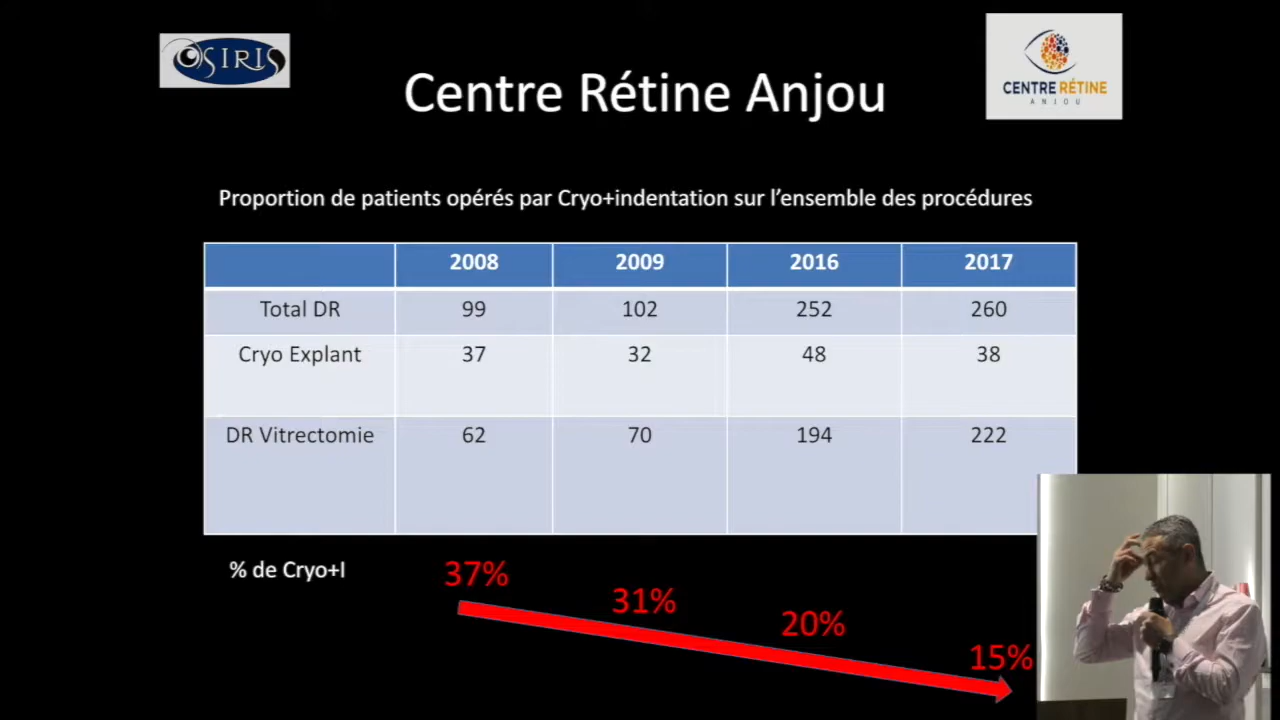 OSIRIS
CENTRE RÉTINE
ANJOU
Centre Rétine Anjou
Proportion de patients opérés par Cryo+indentation sur l’ensemble des procédures
2008 2009 2016 2017
Total DR 99 102 252 260
Cryo Explant 37 32 48 38
DR Vitrectomie 62 70 194 222
% de Cryo+I 37% 31% 20% 15%